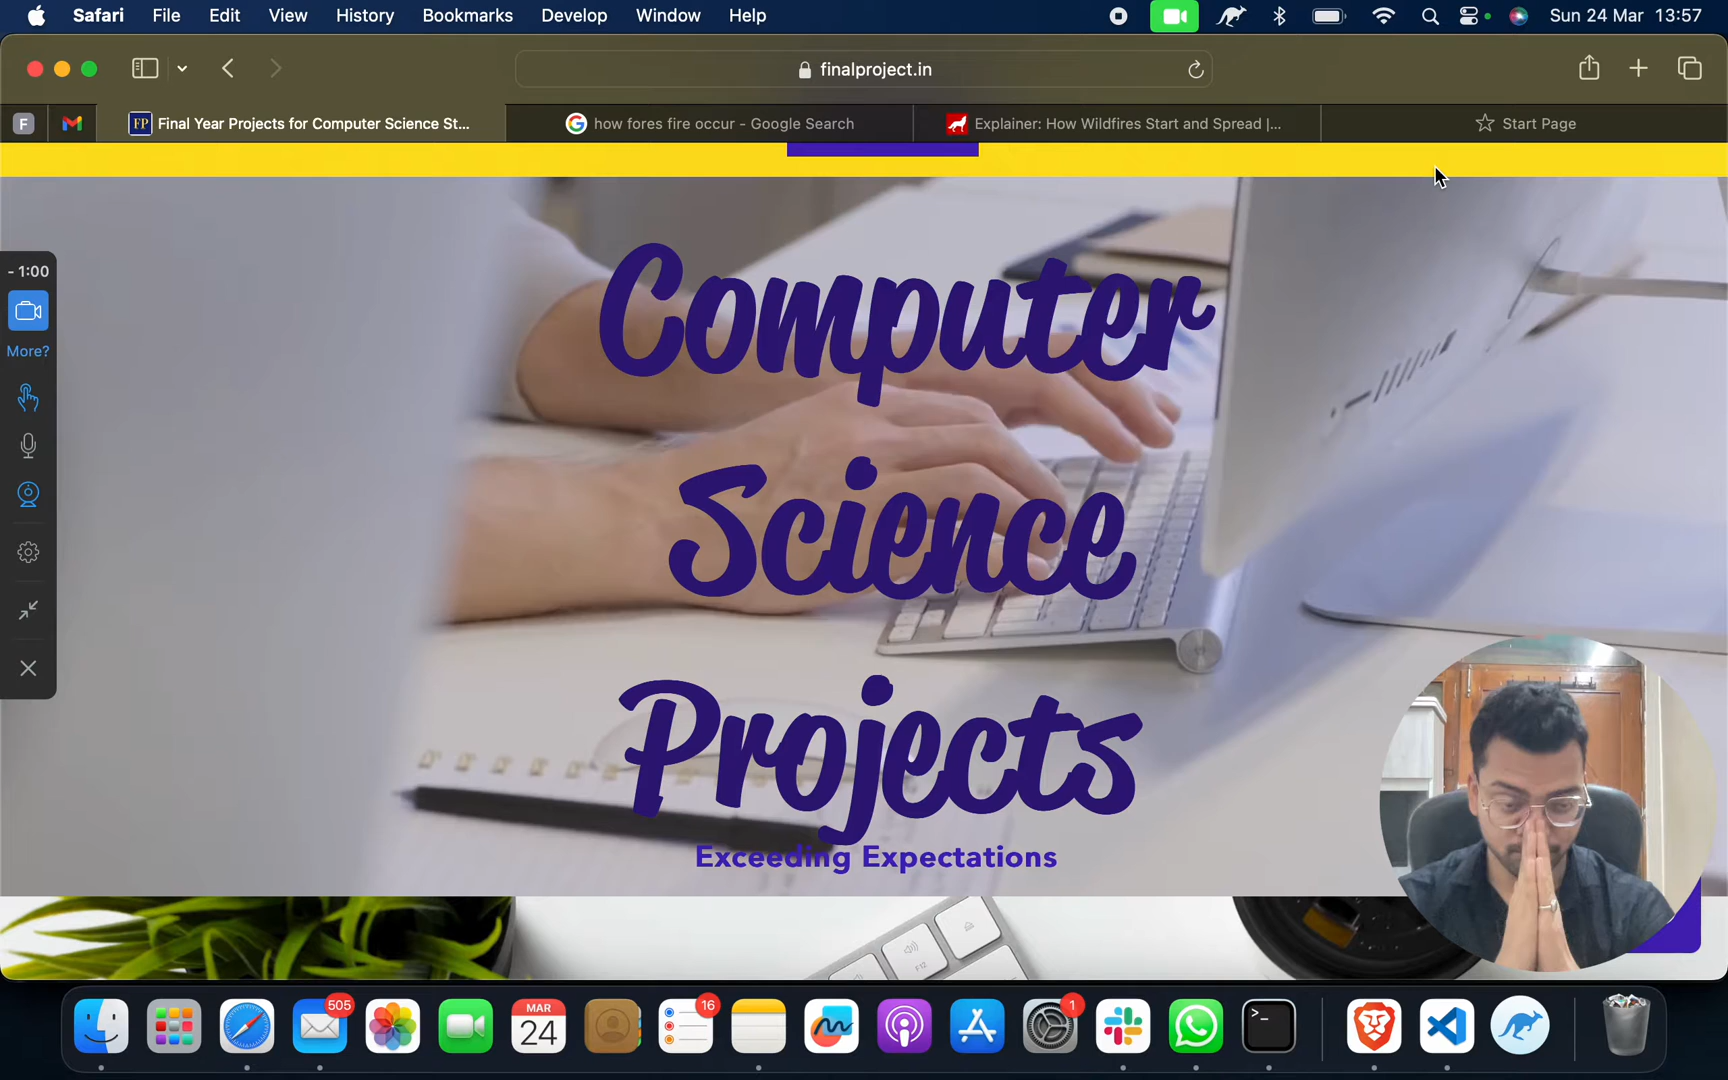 Safari File Edit View History Bookmarks Develop Window Help Sun 24 Mar 13:57
finalproject.in
F FP Final Year Projects for Computer Science St... G how fores fire occur - Google Search Explainer: How Wildfires Start and Spread |... Start Page
- 1:00
More?
Computer
Science
Projects
Exceeding Expectations
F12
505
MAR
24
16
1
>_